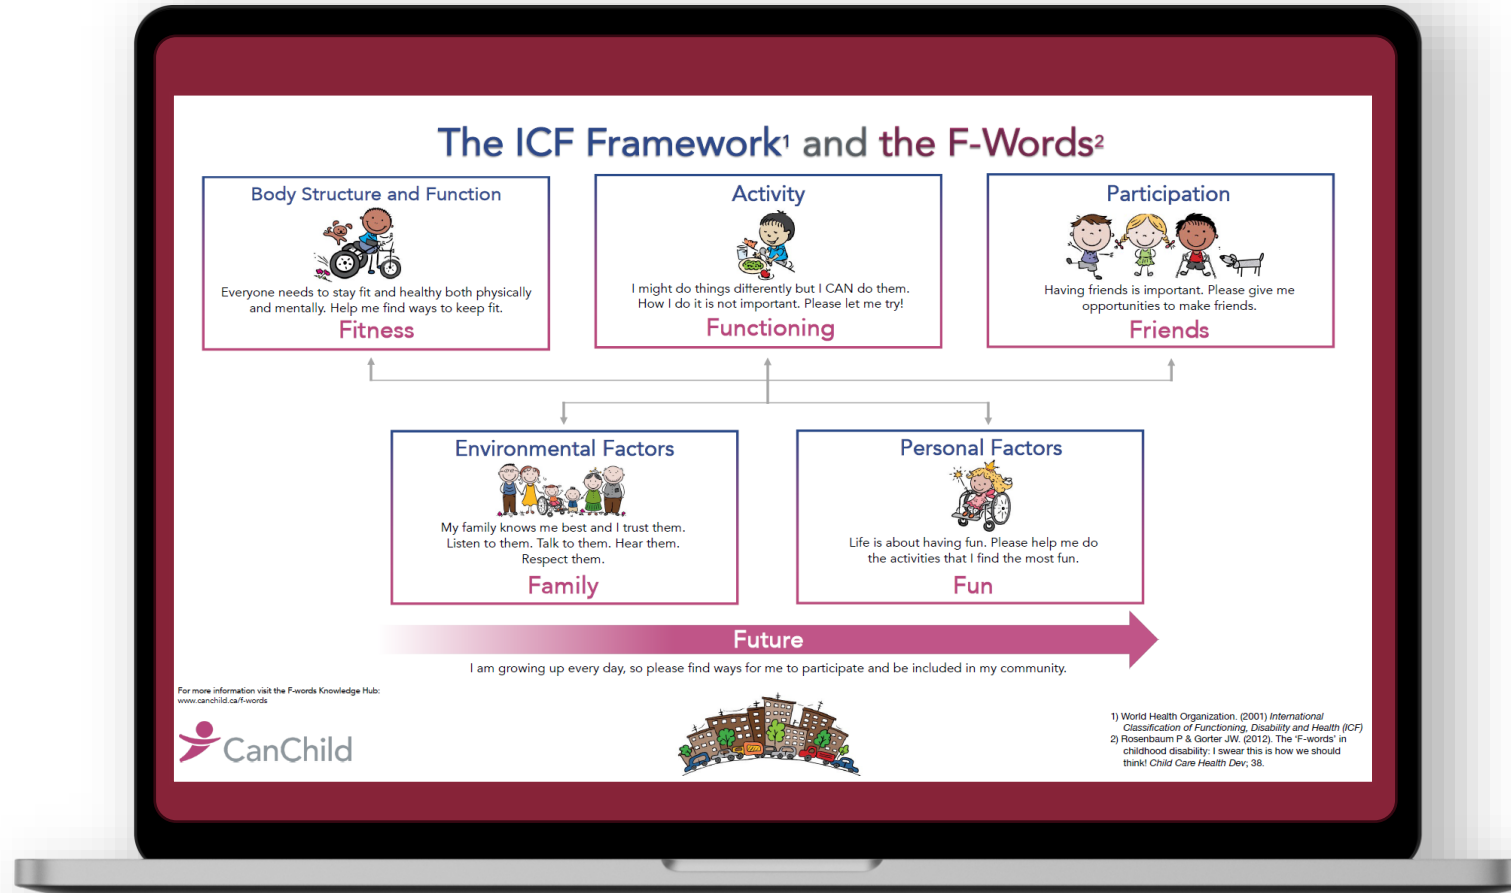 The ICF Framework¹ and the F-Words²
Body Structure and Function
Everyone needs to stay fit and healthy both physically
and mentally. Help me find ways to keep fit.
Fitness
Activity
I might do things differently but I CAN do them.
How I do it is not important. Please let me try!
Functioning
Participation
Having friends is important. Please give me
opportunities to make friends.
Friends
Environmental Factors
My family knows me best and I trust them.
Listen to them. Talk to them. Hear them.
Respect them.
Family
Personal Factors
Life is about having fun. Please help me do
the activities that I find the most fun.
Fun
Future
I am growing up every day, so please find ways for me to participate and be included in my community.
For more information visit the F-words Knowledge Hub:
www.canchild.ca/f-words
CanChild
1) World Health Organization. (2001) International
Classification of Functioning, Disability and Health (ICF)
2) Rosenbaum P & Gorter JW. (2012). The 'F-words' in
childhood disability: I swear this is how we should
think! Child Care Health Dev; 38.